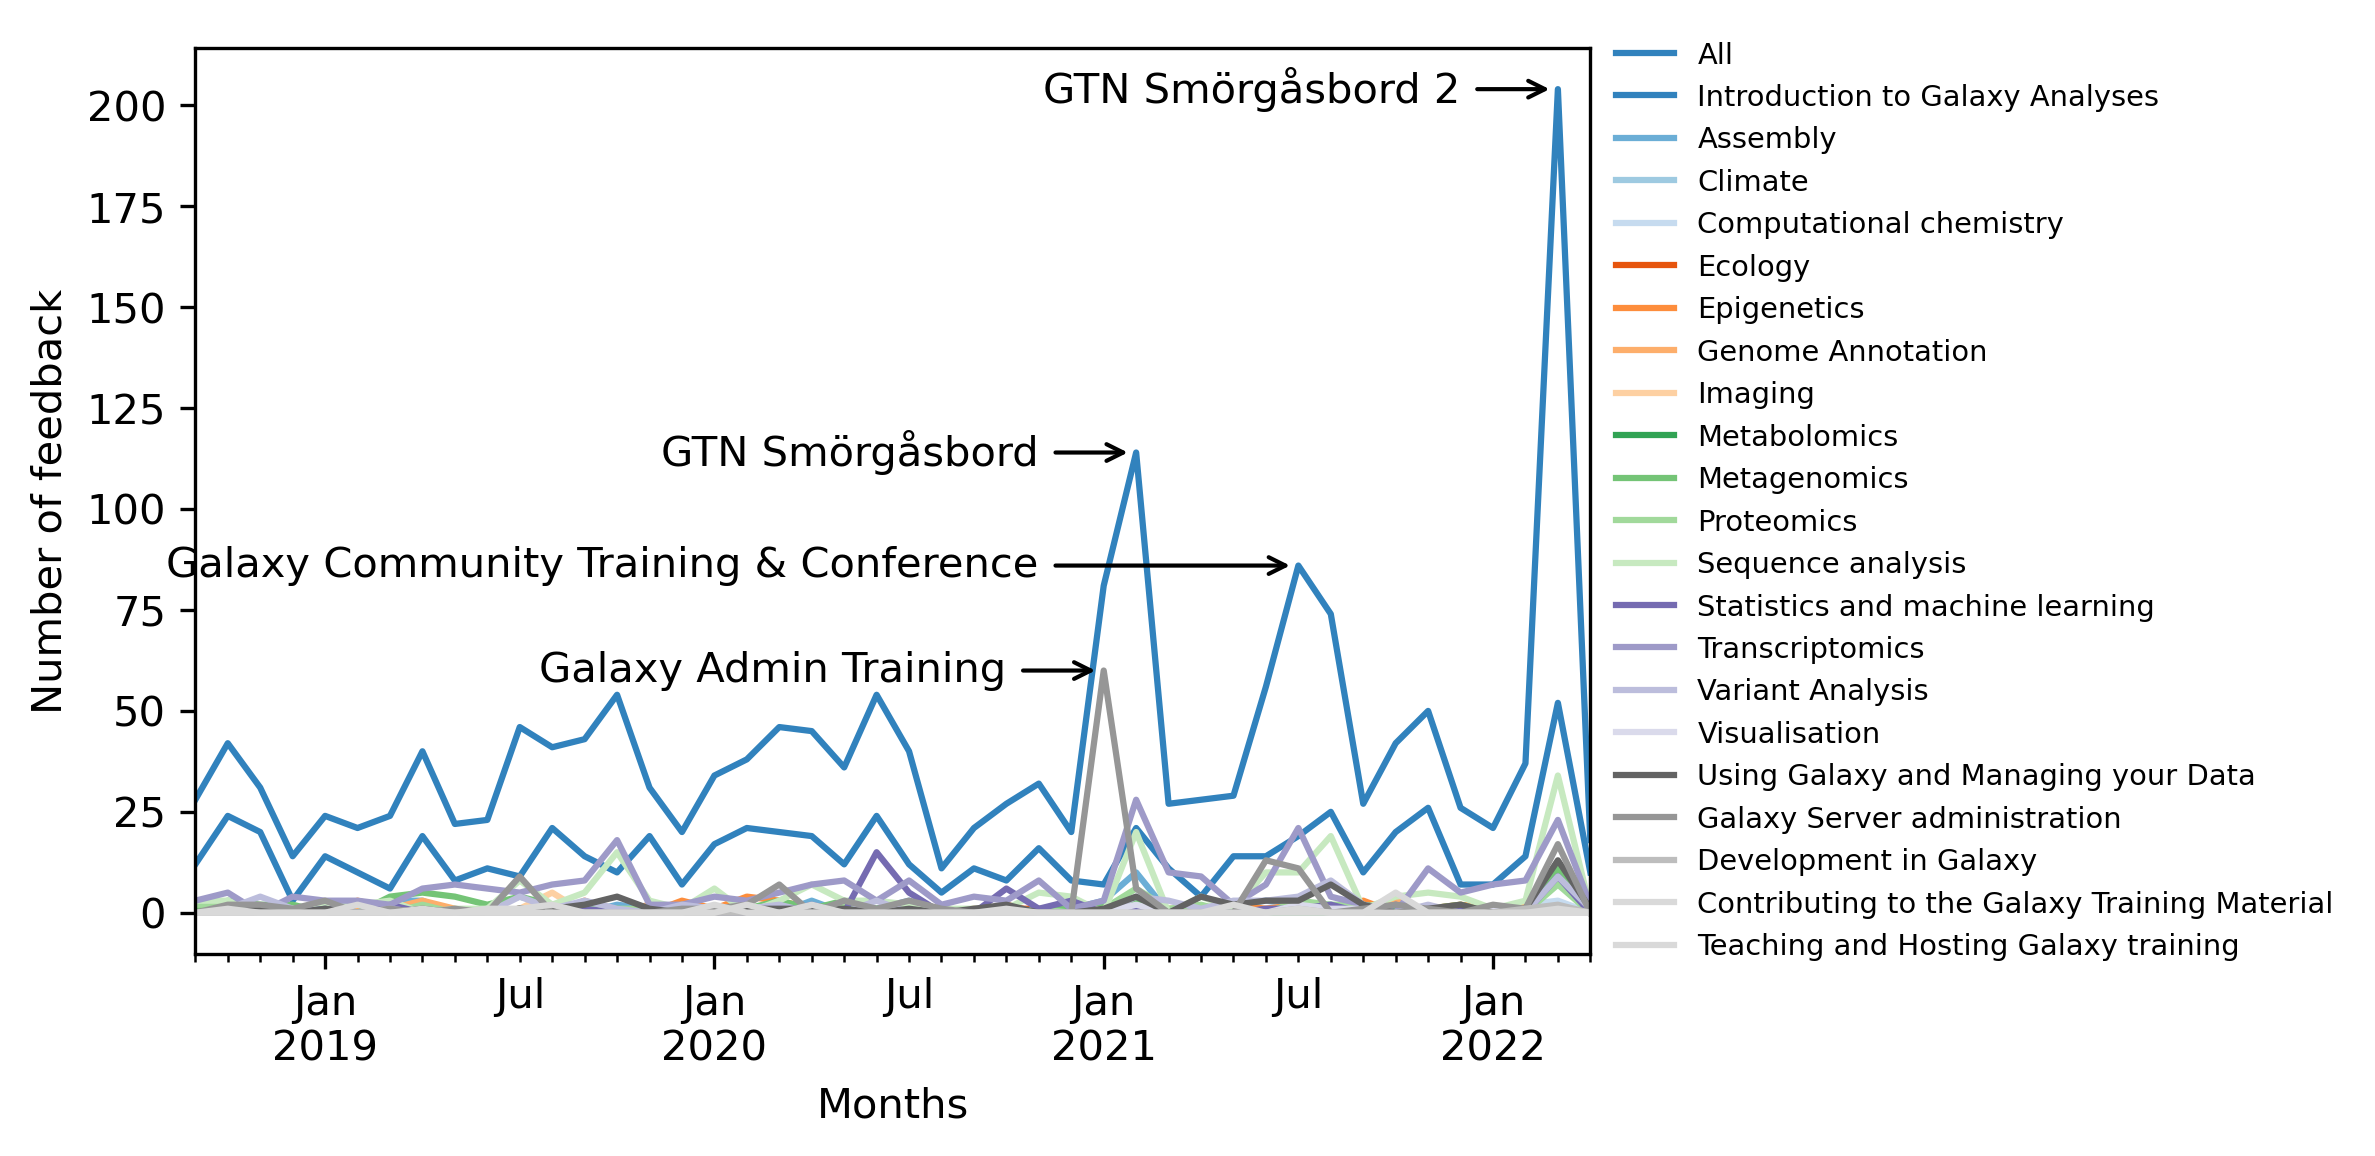 GTN Smörgåsbord 2
GTN Smörgåsbord
Galaxy Community Training & Conference
Galaxy Admin Training
Number of feedback
200
175
150
125
100
75
50
25
0
Jan
2019
Jul
Jan
2020
Jul
Jan
2021
Jul
Jan
2022
Months
All
Introduction to Galaxy Analyses
Assembly
Climate
Computational chemistry
Ecology
Epigenetics
Genome Annotation
Imaging
Metabolomics
Metagenomics
Proteomics
Sequence analysis
Statistics and machine learning
Transcriptomics
Variant Analysis
Visualisation
Using Galaxy and Managing your Data
Galaxy Server administration
Development in Galaxy
Contributing to the Galaxy Training Material
Teaching and Hosting Galaxy training